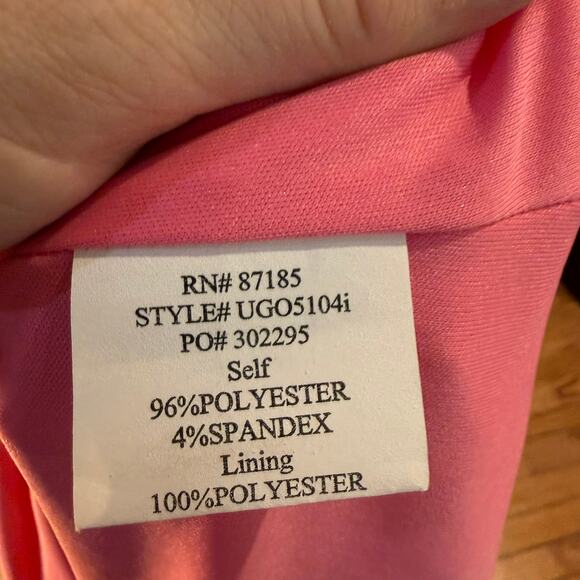 RN# 87185
STYLE# UGO5104i
PO# 302295
Self
96%POLYESTER
4%SPANDEX
Lining
100%POLYESTER